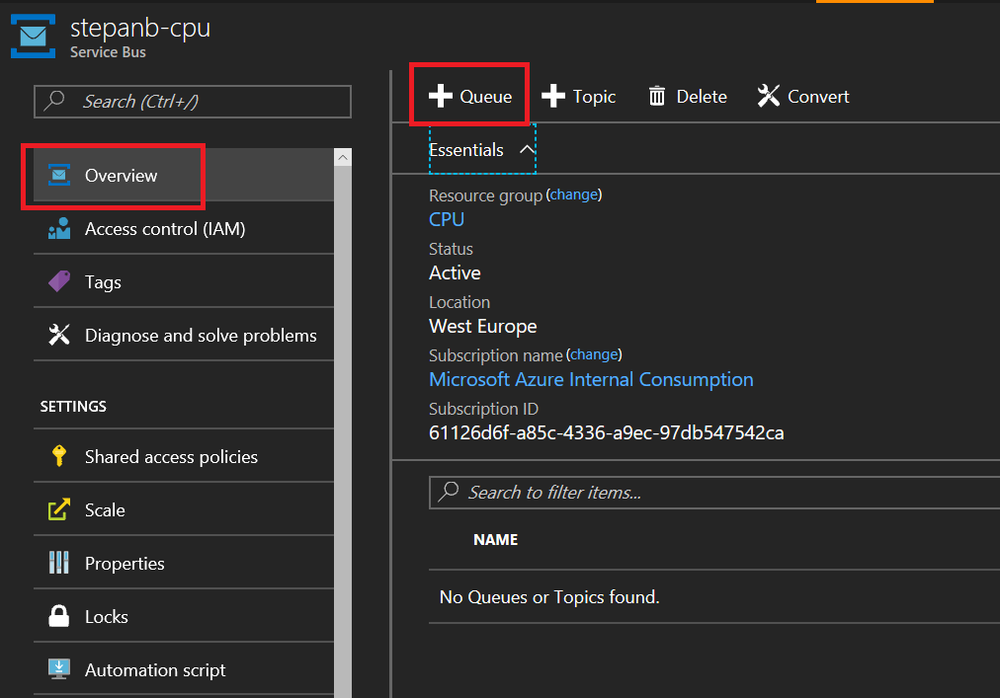 stepanb-cpu
Service Bus
Search (Ctrl+/)
Overview
Access control (IAM)
Tags
Diagnose and solve problems
SETTINGS
Shared access policies
Scale
Properties
Locks
Automation script
Queue Topic Delete Convert
Essentials
Resource group (change)
CPU
Status
Active
Location
West Europe
Subscription name (change)
Microsoft Azure Internal Consumption
Subscription ID
61126d6f-a85c-4336-a9ec-97db547542ca
Search to filter items...
NAME
No Queues or Topics found.